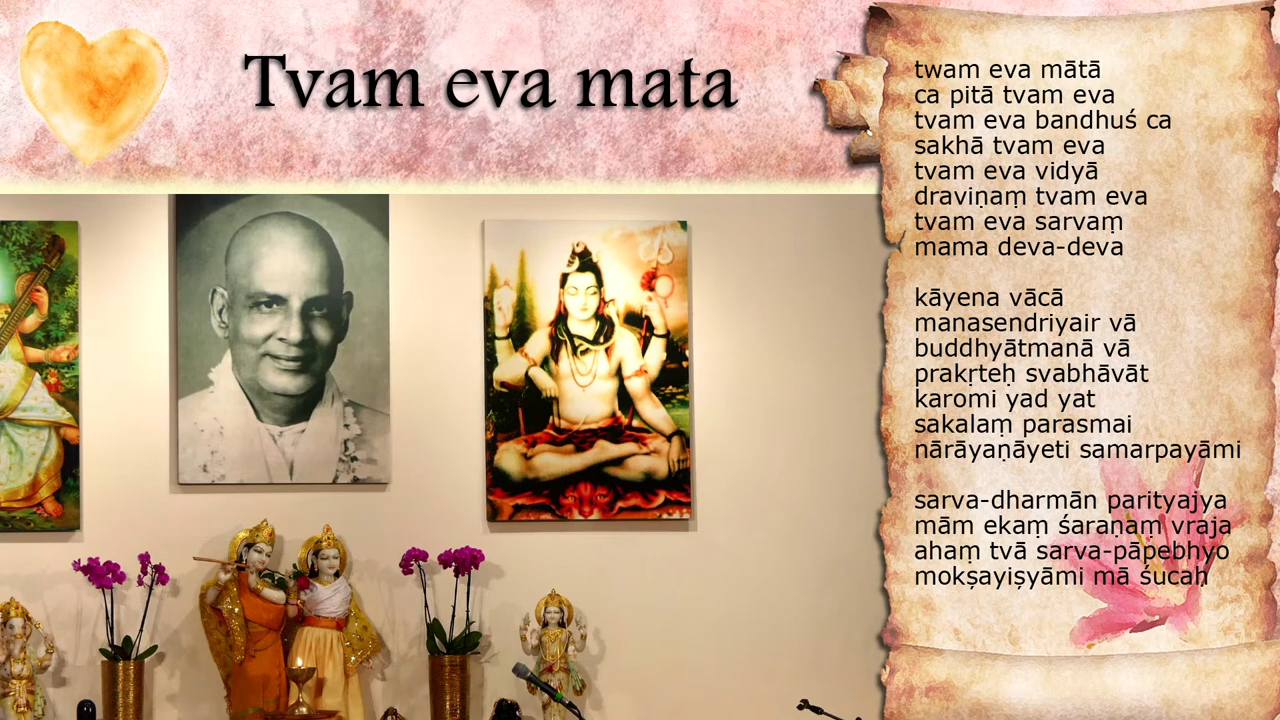 Tvam eva mata
twam eva mātā
ca pitā tvam eva
tvam eva bandhuś ca
sakhā tvam eva
tvam eva vidyā
draviṇaṃ tvam eva
tvam eva sarvaṃ
mama deva-deva
kāyena vācā
manasendriyair vā
buddhyātmanā vā
prakṛteḥ svabhāvāt
karomi yad yat
sakalaṃ parasmai
nārāyaṇāyeti samarpayāmi
sarva-dharmān parityajya
mām ekaṃ śaraṇaṃ vraja
ahaṃ tvā sarva-pāpebhyo
mokṣayiṣyāmi mā śucaḥ